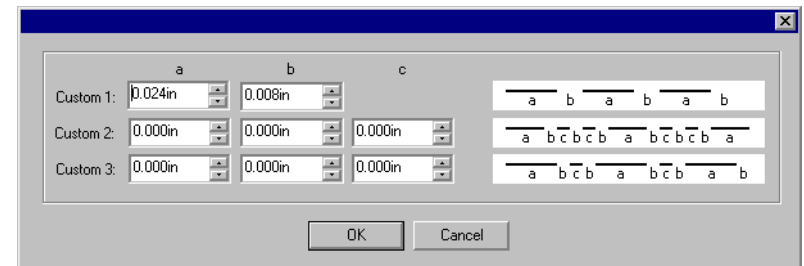 a b c
Custom 1: 0.024in 0.008in a b a b a b
Custom 2: 0.000in 0.000in 0.000in a b c b c b a b c b c b a
Custom 3: 0.000in 0.000in 0.000in a b c b a b c b a b
OK Cancel